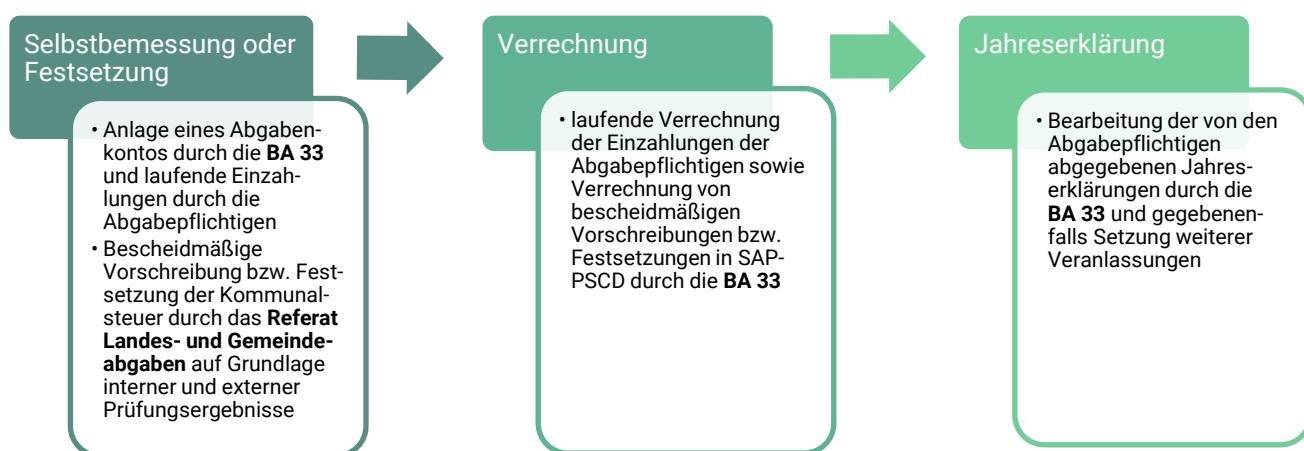 Selbstbemessung oder
Festsetzung
• Anlage eines Abgaben-
kontos durch die BA 33
und laufende Einzah-
lungen durch die
Abgabepflichtigen
• Bescheidmäßige
Vorschreibung bzw. Fest-
setzung der Kommunal-
steuer durch das Referat
Landes- und Gemeinde-
abgaben auf Grundlage
interner und externer
Prüfungsergebnisse
Verrechnung
• laufende Verrechnung
der Einzahlungen der
Abgabepflichtigen sowie
Verrechnung von
bescheidmäßigen
Vorschreibungen bzw.
Festsetzungen in SAP-
PSCD durch die BA 33
Jahreserklärung
• Bearbeitung der von den
Abgabepflichtigen
abgegebenen Jahres-
erklärungen durch die
BA 33 und gegebenen-
falls Setzung weiterer
Veranlassungen